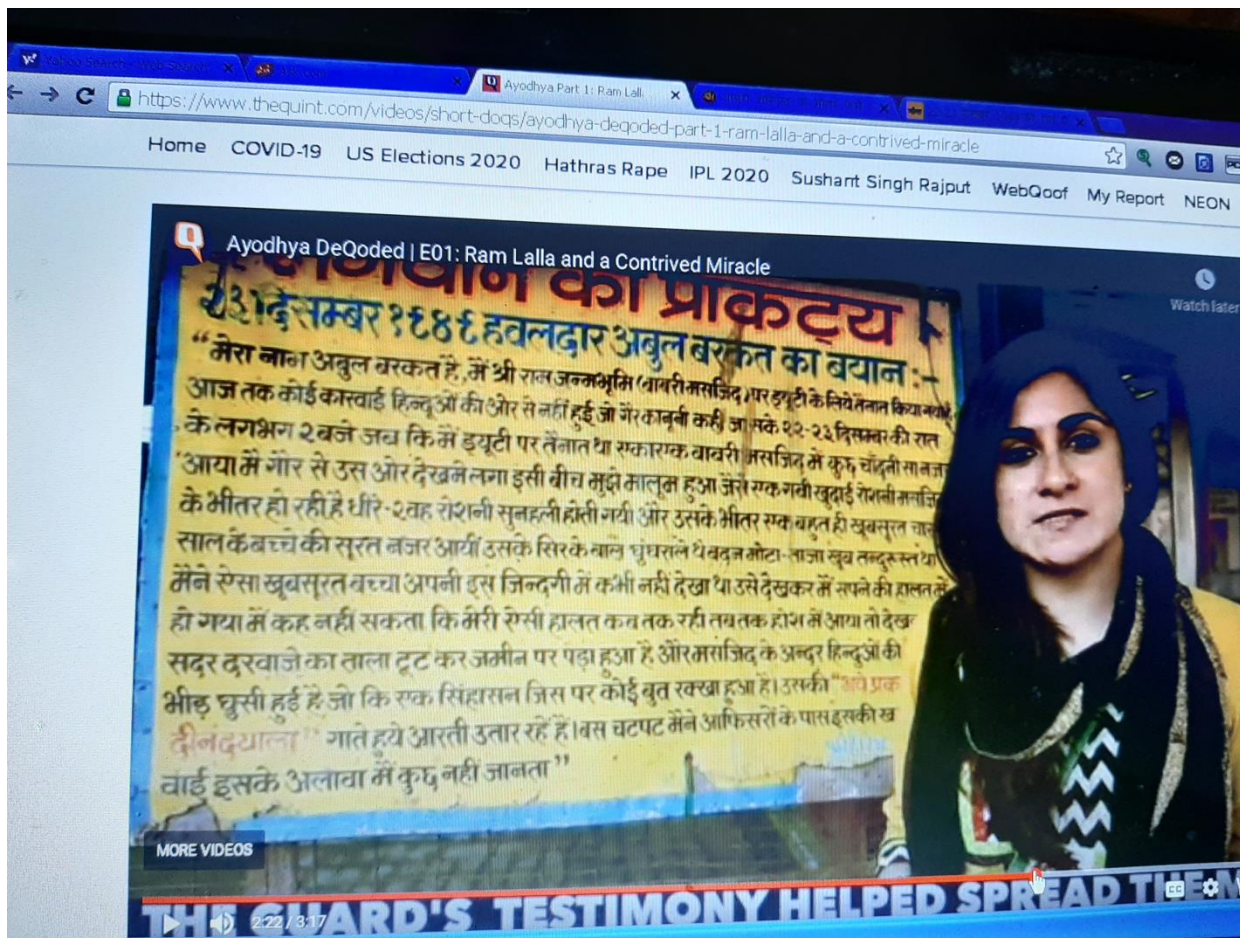 Ayodhya Part 1: Ram Lall
https://www.thequint.com/videos/short-doqs/ayodhya-deqoded-part-1-ram-lalla-and-a-contrived-miracle
Home COVID-19 US Elections 2020 Hathras Rape IPL 2020 Sushant Singh Rajput WebQoof My Report NEON
Ayodhya DeQoded | E01: Ram Lalla and a Contrived Miracle
Watch later
का प्राकट्य
२३ दिसम्बर १९४९ हवलदार अबुल बरकत का बयान :-
“मेरा नाम अबुल बरकत है, में श्री राम जन्मभूमि (बाबरी मसजिद) पर ड्यूटी के लिये तैनात किया
आज तक कोई कारवाई हिन्दूओं की ओर से नहीं हुई जो गैर कानूनी कही जा सके २२-२३ दिसम्बर की रात
के लगभग २ बजे जब कि में ड्यूटी पर तैनात था एकाएक बाबरी मसजिद में कुछ चाँदनी सा
आया मैं गौर से उस ओर देखने लगा इसी बीच मुझे मालुम हुआ जैसे एक गबी खुदाई रोशनी
के भीतर हो रही है धीरे-२ वह रोशनी सुनहली होती गयी और उसके भीतर एक बहुत ही खुबसुरत
साल के बच्चे की सुरत नजर आयी उसके सिर के बाल घुंघराले थे बदन मोटा-ताजा खूब तन्दुरूस्त था
मैंने ऐसा खुबसूरत बच्चा अपनी इस जिन्दगी में कभी नही देखा था उसे देखकर में सपने की हालत में
हो गया में कह नहीं सकता कि मेरी ऐसी हालत कब तक रही तब तक होश में आया तो
सदर दरवाजे का ताला टूट कर जमीन पर पड़ा हुआ है और मसजिद के अन्दर हिन्दुओं की
भीड़ घुसी हुई है जो कि एक सिंहासन जिस पर कोई बुत रक्खा हुआ है। उसकी
दीनदयाला” गाते हुये आरती उतार रहे हैं। बस चटपट मैने आफिसरों के पास इसकी
वाई इसके अलावा में कुछ नही जानता”
MORE VIDEOS
THE GUARD'S TESTIMONY HELPED SPREAD THE
2:22 / 3:17
CC